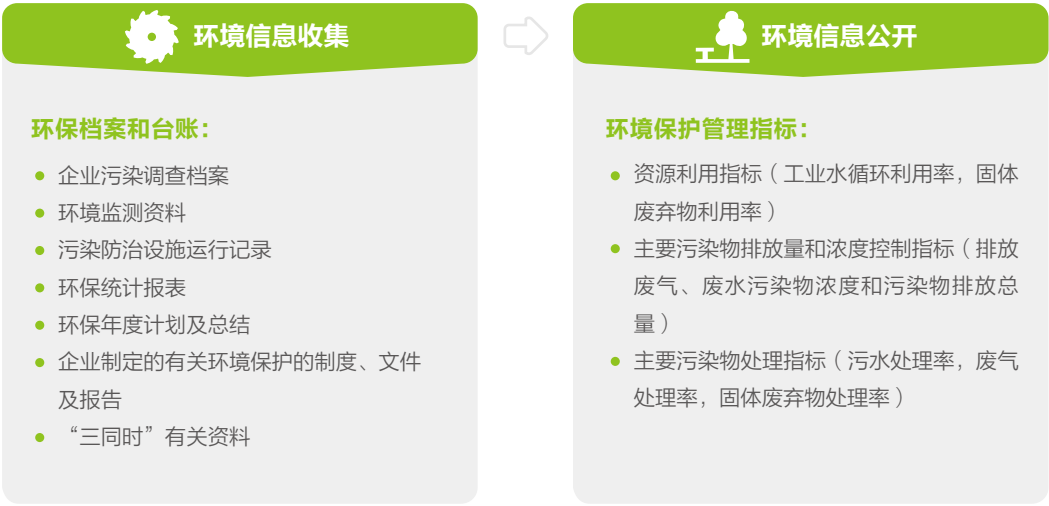 环境信息收集
环保档案和台账：
企业污染调查档案
环境监测资料
污染防治设施运行记录
环保统计报表
环保年度计划及总结
企业制定的有关环境保护的制度、文件
及报告
“三同时”有关资料
环境信息公开
环境保护管理指标：
资源利用指标（工业水循环利用率，固体
废弃物利用率）
主要污染物排放量和浓度控制指标（排放
废气、废水污染物浓度和污染物排放总
量）
主要污染物处理指标（污水处理率，废气
处理率，固体废弃物处理率）